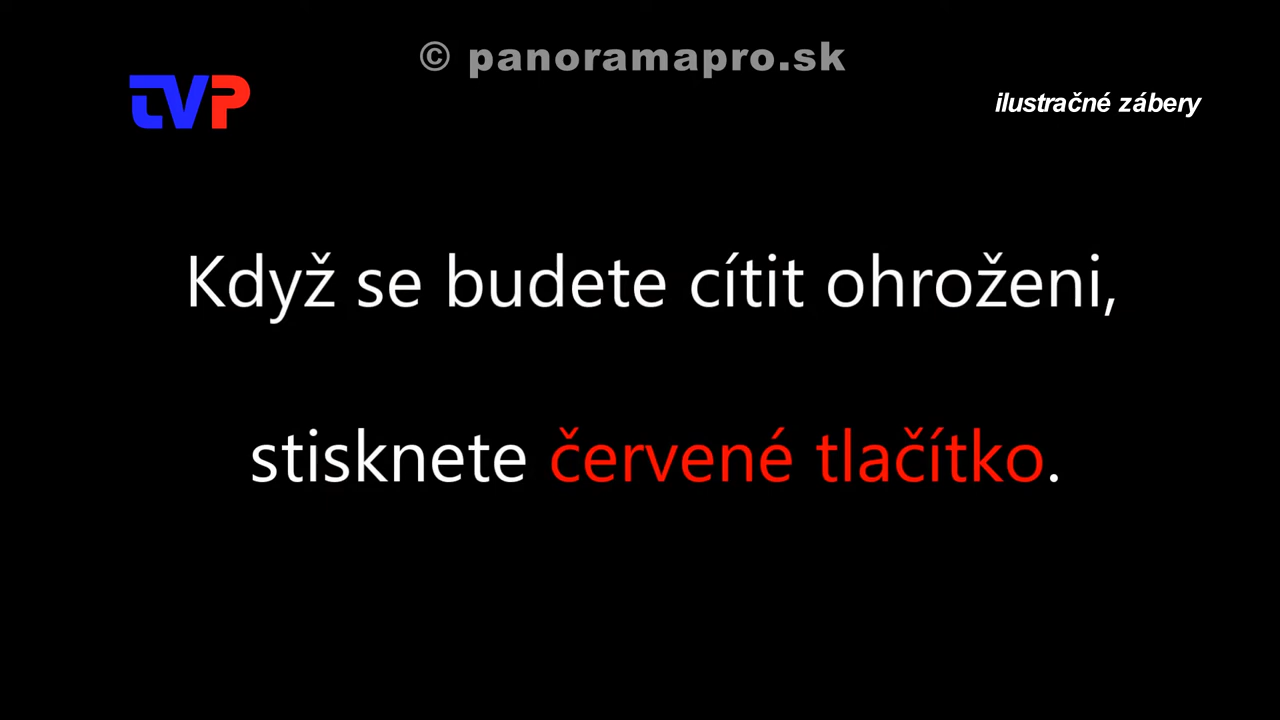 © panoramapro.sk
TVP
ilustračné zábery
Když se budete cítit ohroženi,
stisknete červené tlačítko.